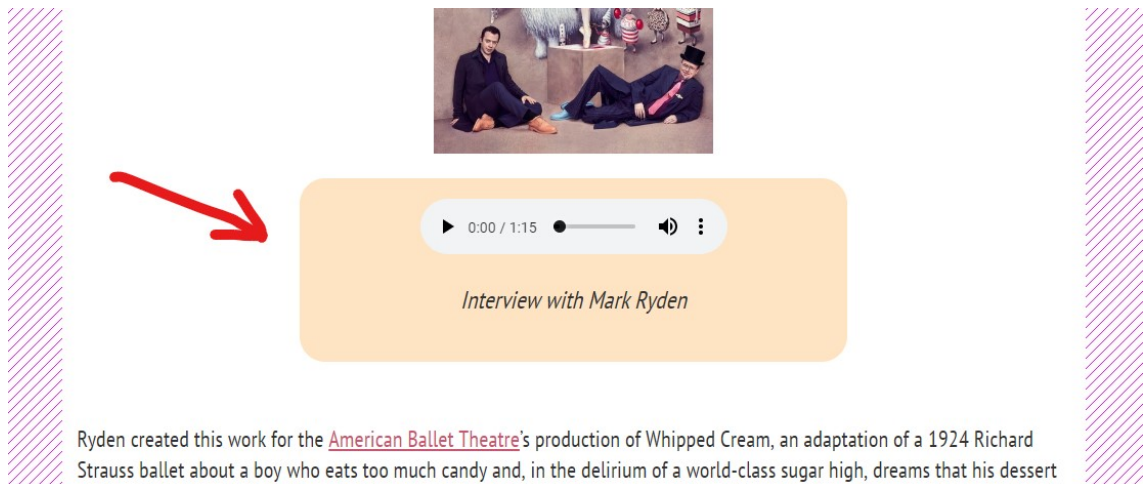 0:00 / 1:15
Interview with Mark Ryden
Ryden created this work for the American Ballet Theatre's production of Whipped Cream, an adaptation of a 1924 Richard
Strauss ballet about a boy who eats too much candy and, in the delirium of a world-class sugar high, dreams that his dessert